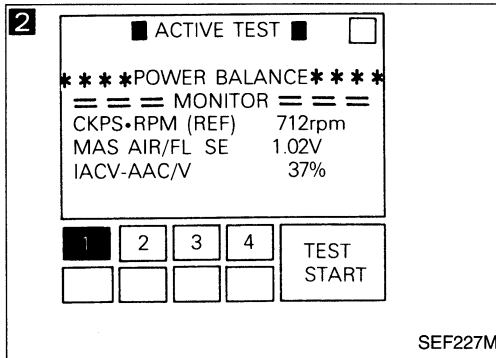 2
ACTIVE TEST
****POWER BALANCE****
=== MONITOR ===
CKPS•RPM (REF) 712rpm
MAS AIR/FL SE 1.02V
IACV-AAC/V 37%
1 2 3 4 TEST START
SEF227M